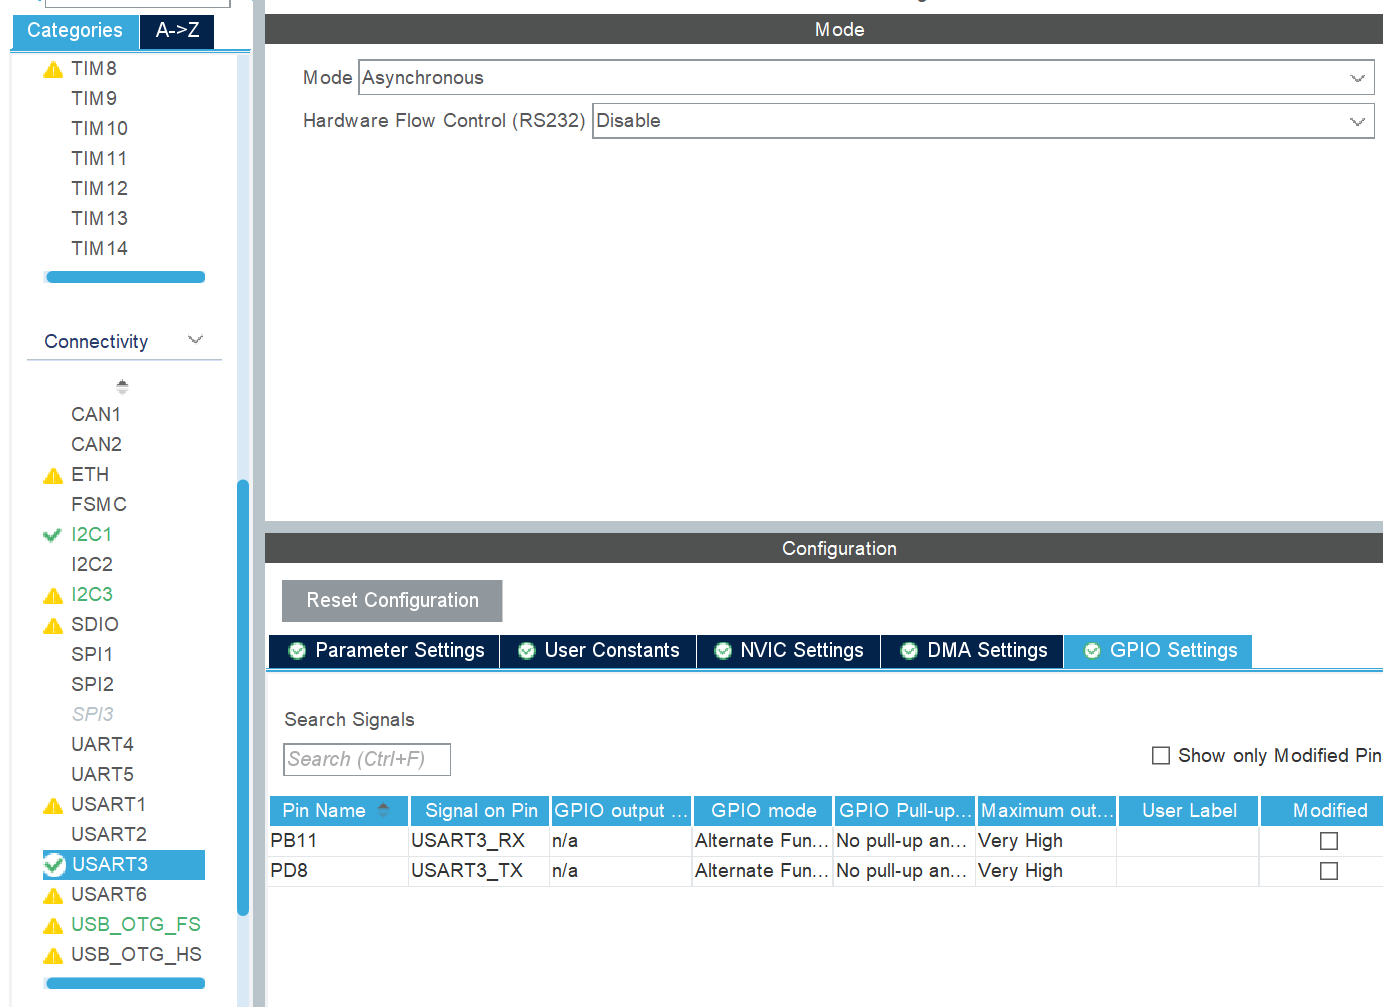 Categories
A->Z
TIM8
TIM9
TIM10
TIM11
TIM12
TIM13
TIM14
Connectivity
CAN1
CAN2
ETH
FSMC
I2C1
I2C2
I2C3
SDIO
SPI1
SPI2
SPI3
UART4
UART5
USART1
USART2
USART3
USART6
USB_OTG_FS
USB_OTG_HS
Mode
Mode Asynchronous
Hardware Flow Control (RS232) Disable
Configuration
Reset Configuration
Parameter Settings User Constants NVIC Settings DMA Settings GPIO Settings
Search Signals
Search (Ctrl+F)
Show only Modified Pin
Pin Name Signal on Pin GPIO output ... GPIO mode GPIO Pull-up... Maximum out... User Label Modified
PB11 USART3_RX n/a Alternate Fun... No pull-up an... Very High
PD8 USART3_TX n/a Alternate Fun... No pull-up an... Very High